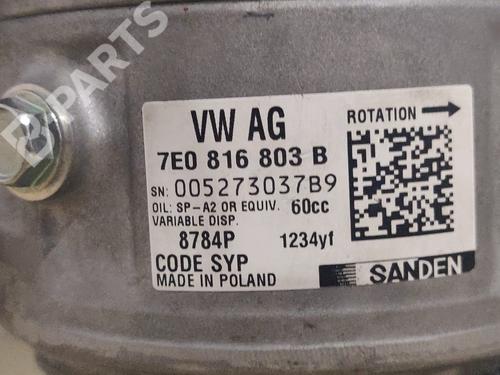 B-PARTS
VW AG
ROTATION
7E0 816 803 B
SN: 005273037B9
OIL: SP-A2 OR EQUIV. 60cc
VARIABLE DISP.
8784P 1234yf
CODE SYP
MADE IN POLAND
SANDEN